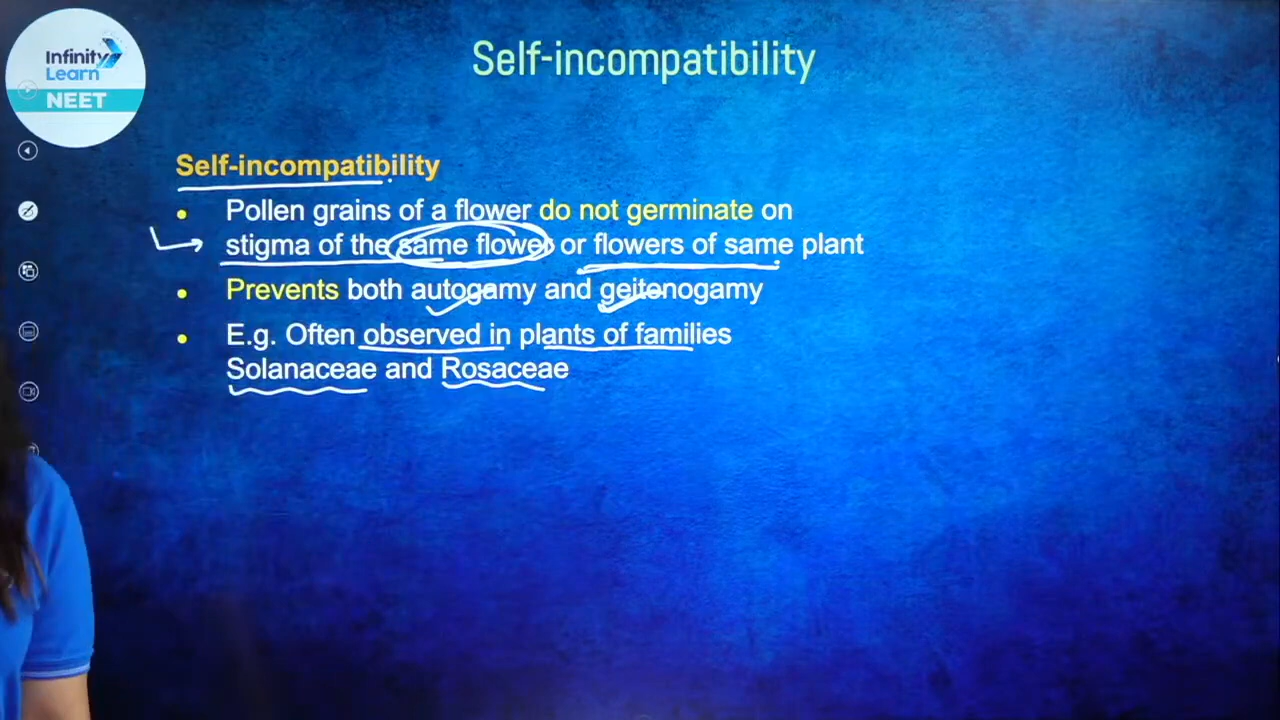 Infinity
Learn
NEET
Self-incompatibility
Self-incompatibility
• Pollen grains of a flower do not germinate on
stigma of the same flower or flowers of same plant
• Prevents both autogamy and geitenogamy
• E.g. Often observed in plants of families
Solanaceae and Rosaceae